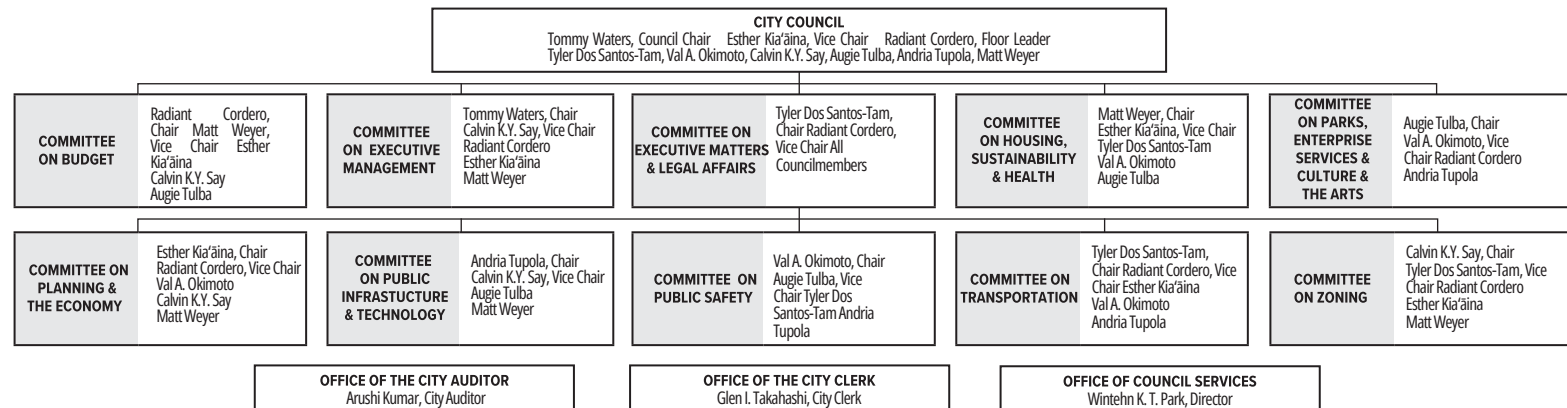 CITY COUNCIL
Tommy Waters, Council Chair Esther Kia‘āina, Vice Chair Radiant Cordero, Floor Leader
Tyler Dos Santos-Tam, Val A. Okimoto, Calvin K.Y. Say, Augie Tulba, Andria Tupola, Matt Weyer
COMMITTEE
ON BUDGET
Radiant Cordero,
Chair Matt Weyer,
Vice Chair Esther
Kia‘āina
Calvin K.Y. Say
Augie Tulba
COMMITTEE
ON EXECUTIVE
MANAGEMENT
Tommy Waters, Chair
Calvin K.Y. Say, Vice Chair
Radiant Cordero
Esther Kia‘āina
Matt Weyer
COMMITTEE ON
EXECUTIVE MATTERS
& LEGAL AFFAIRS
Tyler Dos Santos-Tam,
Chair Radiant Cordero,
Vice Chair All
Councilmembers
COMMITTEE
ON HOUSING,
SUSTAINABILITY
& HEALTH
Matt Weyer, Chair
Esther Kia‘āina, Vice Chair
Tyler Dos Santos-Tam
Val A. Okimoto
Augie Tulba
COMMITTEE
ON PARKS,
ENTERPRISE
SERVICES &
CULTURE &
THE ARTS
Augie Tulba, Chair
Val A. Okimoto, Vice
Chair Radiant Cordero
Andria Tupola
COMMITTEE ON
PLANNING &
THE ECONOMY
Esther Kia‘āina, Chair
Radiant Cordero, Vice Chair
Val A. Okimoto
Calvin K.Y. Say
Matt Weyer
COMMITTEE
ON PUBLIC
INFRASTUCTURE
& TECHNOLOGY
Andria Tupola, Chair
Calvin K.Y. Say, Vice Chair
Augie Tulba
Matt Weyer
COMMITTEE ON
PUBLIC SAFETY
Val A. Okimoto, Chair
Augie Tulba, Vice
Chair Tyler Dos
Santos-Tam Andria
Tupola
COMMITTEE ON
TRANSPORTATION
Tyler Dos Santos-Tam,
Chair Radiant Cordero, Vice
Chair Esther Kia‘āina
Val A. Okimoto
Andria Tupola
COMMITTEE
ON ZONING
Calvin K.Y. Say, Chair
Tyler Dos Santos-Tam, Vice
Chair Radiant Cordero
Esther Kia‘āina
Matt Weyer
OFFICE OF THE CITY AUDITOR
Arushi Kumar, City Auditor
OFFICE OF THE CITY CLERK
Glen I. Takahashi, City Clerk
OFFICE OF COUNCIL SERVICES
Wintehn K. T. Park, Director